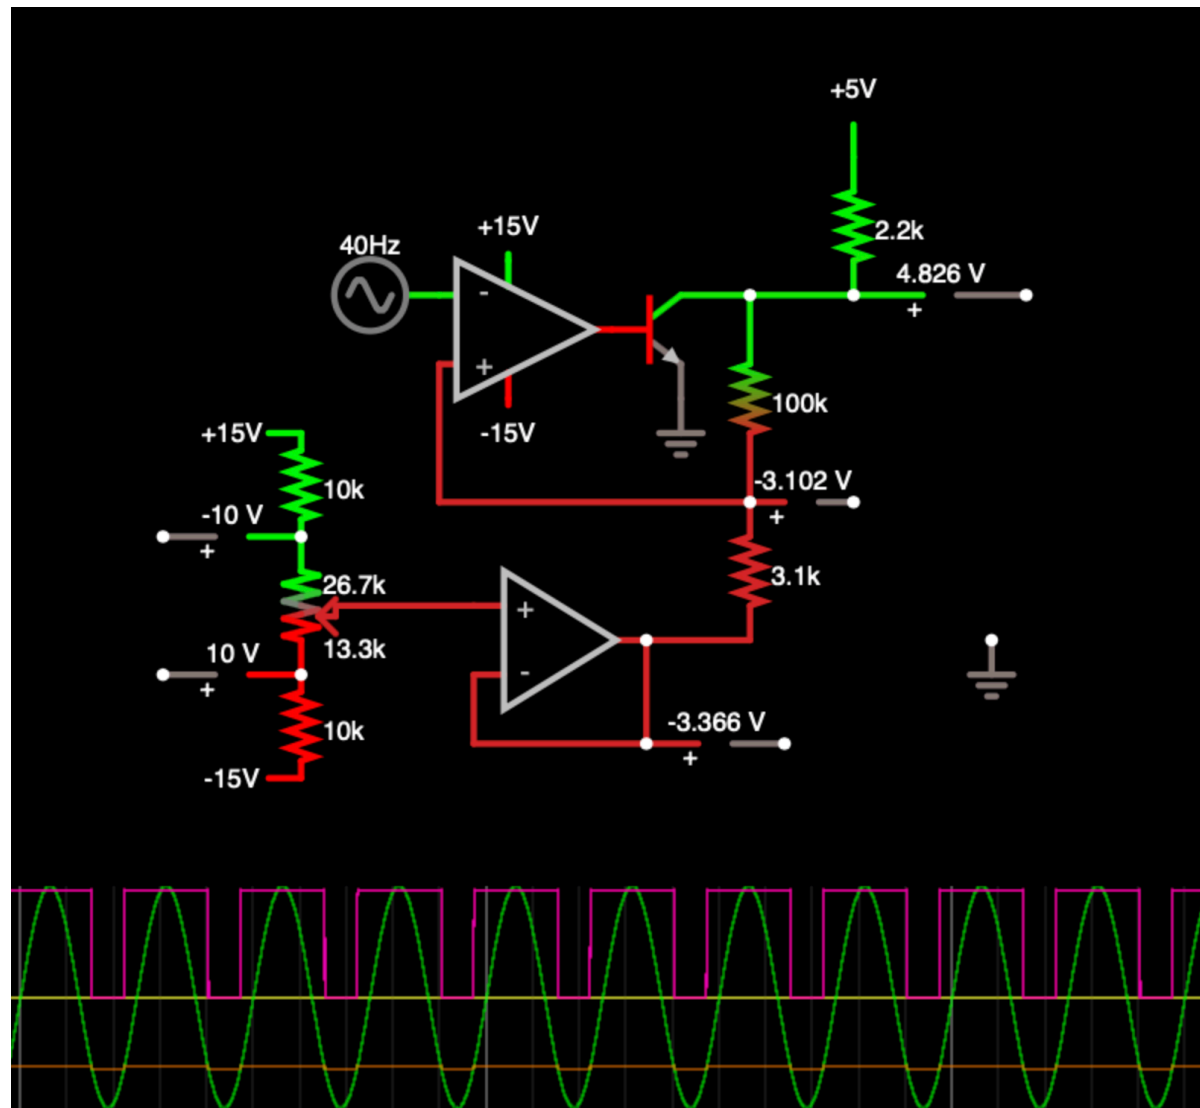 +5V
2.2k
+15V
40Hz
4.826 V
+
-
+
100k
-15V
+15V
10k
-3.102 V
+
-10 V
+
26.7k
3.1k
+
13.3k
10 V
-
+
10k
-3.366 V
+
-15V